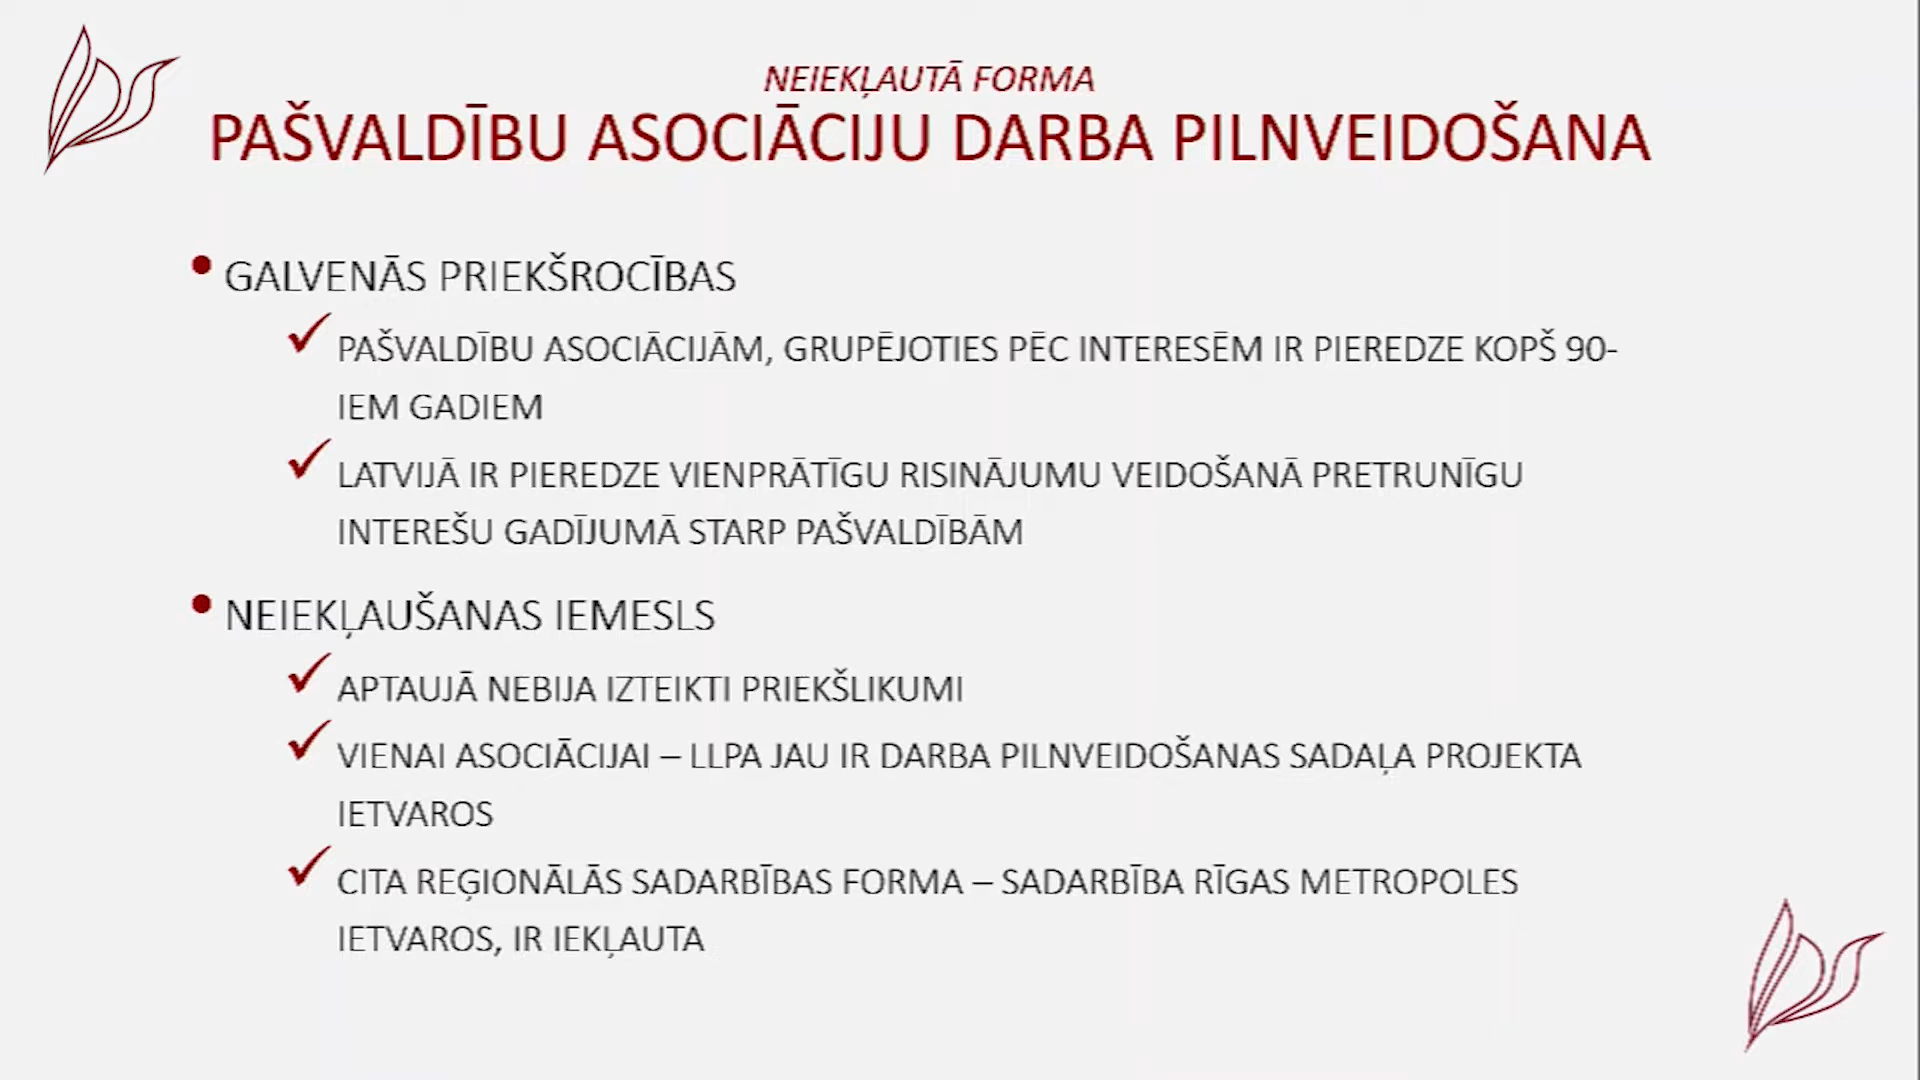 NEIEKĻAUTĀ FORMA
PAŠVALDĪBU ASOCIĀCIJU DARBA PILNVEIDOŠANA
• GALVENĀS PRIEKŠROCĪBAS
✓ PAŠVALDĪBU ASOCIĀCIJĀM, GRUPĒJOTIES PĒC INTERESĒM IR PIEREDZE KOPŠ 90-
IEM GADIEM
✓ LATVIJĀ IR PIEREDZE VIENPRĀTĪGU RISINĀJUMU VEIDOŠANĀ PRETRUNĪGU
INTEREŠU GADĪJUMĀ STARP PAŠVALDĪBĀM
• NEIEKĻAUŠANAS IEMESLS
✓ APTAUJĀ NEBIJA IZTEIKTI PRIEKŠLIKUMI
✓ VIENAI ASOCIĀCIJAI – LLPA JAU IR DARBA PILNVEIDOŠANAS SADAĻA PROJEKTA
IETVAROS
✓ CITA REĢIONĀLĀS SADARBĪBAS FORMA – SADARBĪBA RĪGAS METROPOLES
IETVAROS, IR IEKĻAUTA